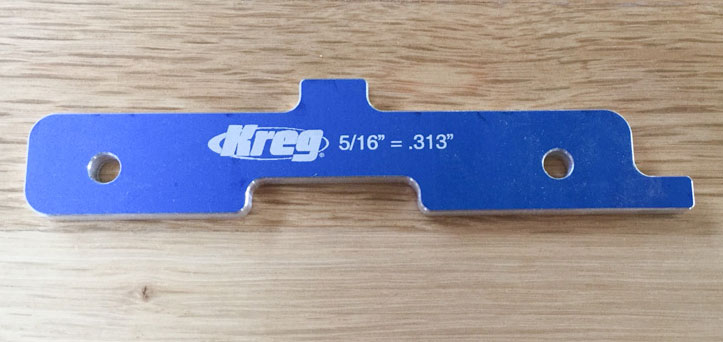 Kreg® 5/16” = .313”